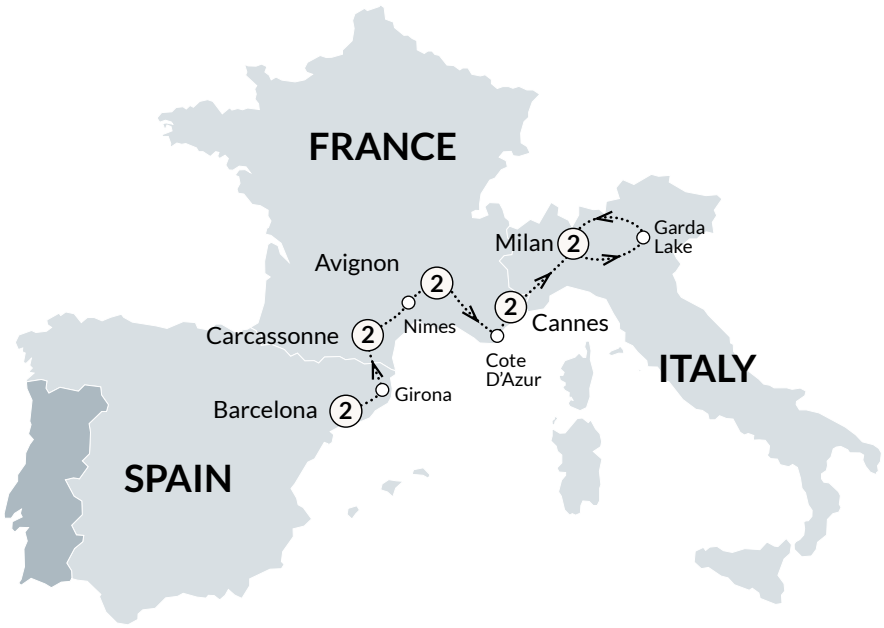 FRANCE
Milan
2
Garda
Lake
Avignon
2
2
Cannes
Nimes
Carcassonne
2
Cote
D'Azur
ITALY
Girona
Barcelona
2
SPAIN